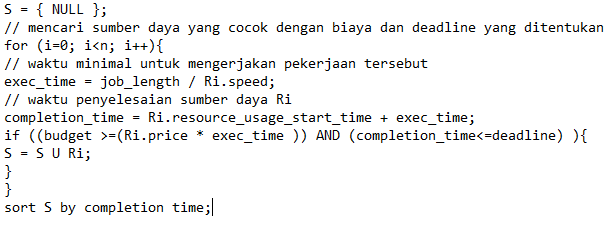 S = { NULL };
// mencari sumber daya yang cocok dengan biaya dan deadline yang ditentukan
for (i=0; i<n; i++){
// waktu minimal untuk mengerjakan pekerjaan tersebut
exec_time = job_length / Ri.speed;
// waktu penyelesaian sumber daya Ri
completion_time = Ri.resource_usage_start_time + exec_time;
if ((budget >=(Ri.price * exec_time )) AND (completion_time<=deadline) ){
S = S U Ri;
}
}
sort S by completion time;